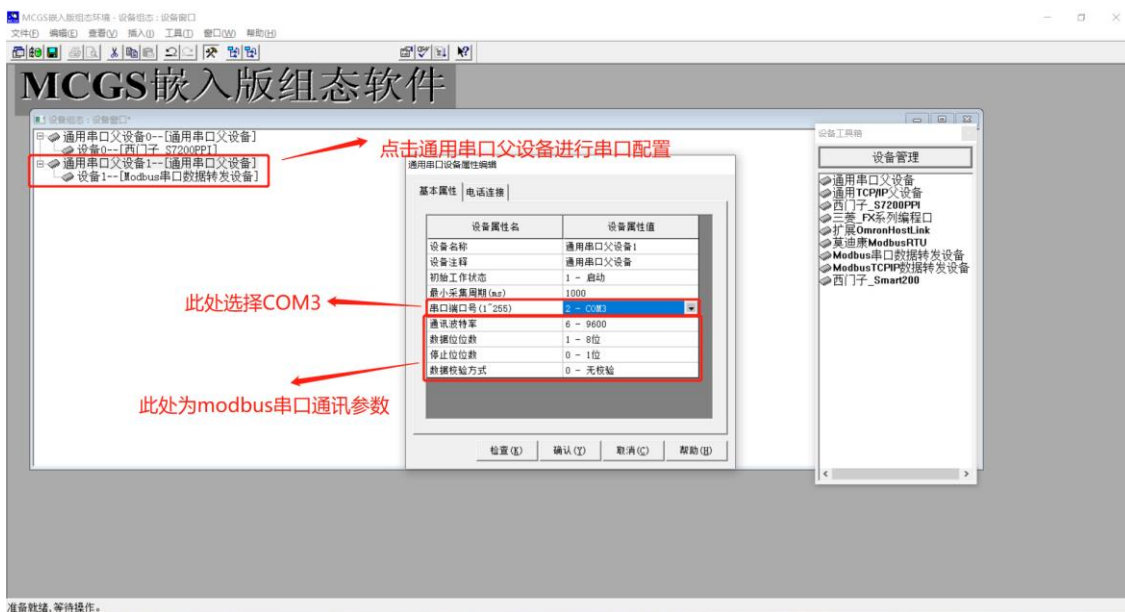 MCGS嵌入版组态环境 - 设备组态 : 设备窗口
文件(F) 编辑(E) 查看(V) 插入(I) 工具(T) 窗口(W) 帮助(H)
MCGS嵌入版组态软件
设备组态 : 设备窗口*
通用串口父设备0--[通用串口父设备]
设备0--[西门子_S7200PPI]
通用串口父设备1--[通用串口父设备]
设备1--[Modbus串口数据转发设备]
点击通用串口父设备进行串口配置
通用串口设备属性编辑
基本属性 电话连接
设备属性名 设备属性值
设备名称 通用串口父设备1
设备注释 通用串口父设备
初始工作状态 1 - 启动
最小采集周期(ms) 1000
串口端口号(1~255) 2 - COM3
通讯波特率 6 - 9600
数据位位数 1 - 8位
停止位位数 0 - 1位
数据校验方式 0 - 无校验
此处选择COM3
此处为modbus串口通讯参数
检查(K) 确认(Y) 取消(C) 帮助(H)
设备工具箱
设备管理
通用串口父设备
通用TCP/IP父设备
西门子_S7200PPI
三菱_FX系列编程口
扩展OmronHostLink
莫迪康ModbusRTU
Modbus串口数据转发设备
ModbusTCPIP数据转发设备
西门子_Smart200
准备就绪,等待操作。